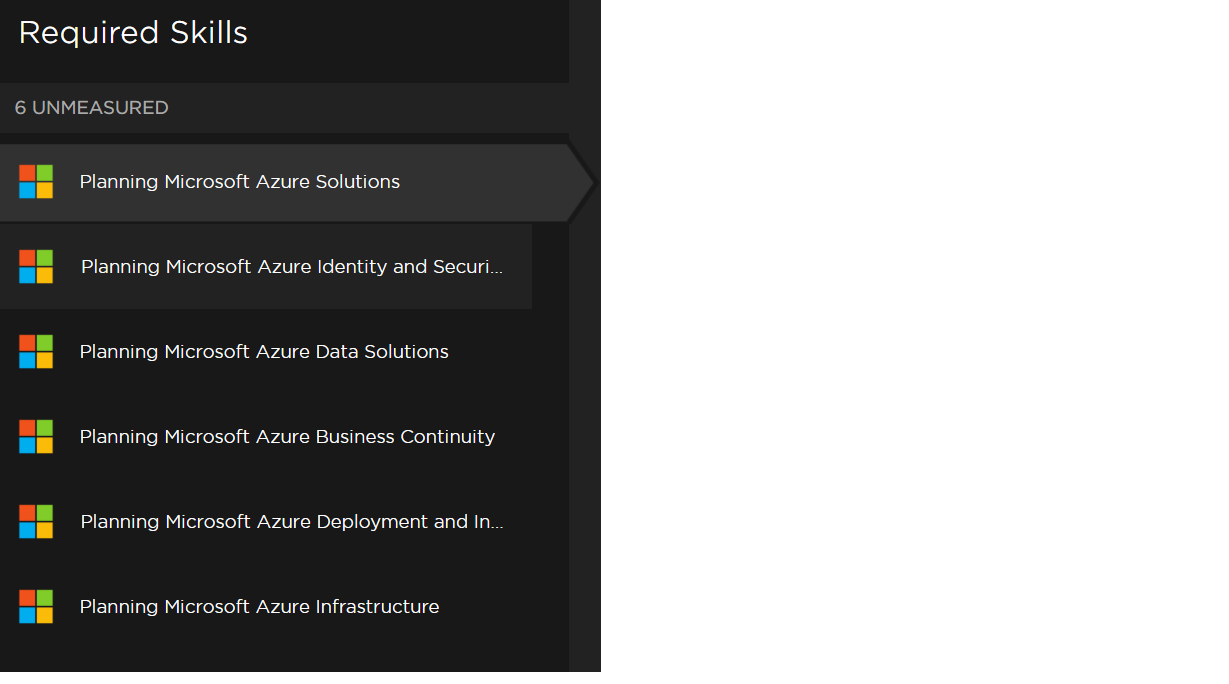 Required Skills
6 UNMEASURED
Planning Microsoft Azure Solutions
Planning Microsoft Azure Identity and Securi...
Planning Microsoft Azure Data Solutions
Planning Microsoft Azure Business Continuity
Planning Microsoft Azure Deployment and In...
Planning Microsoft Azure Infrastructure